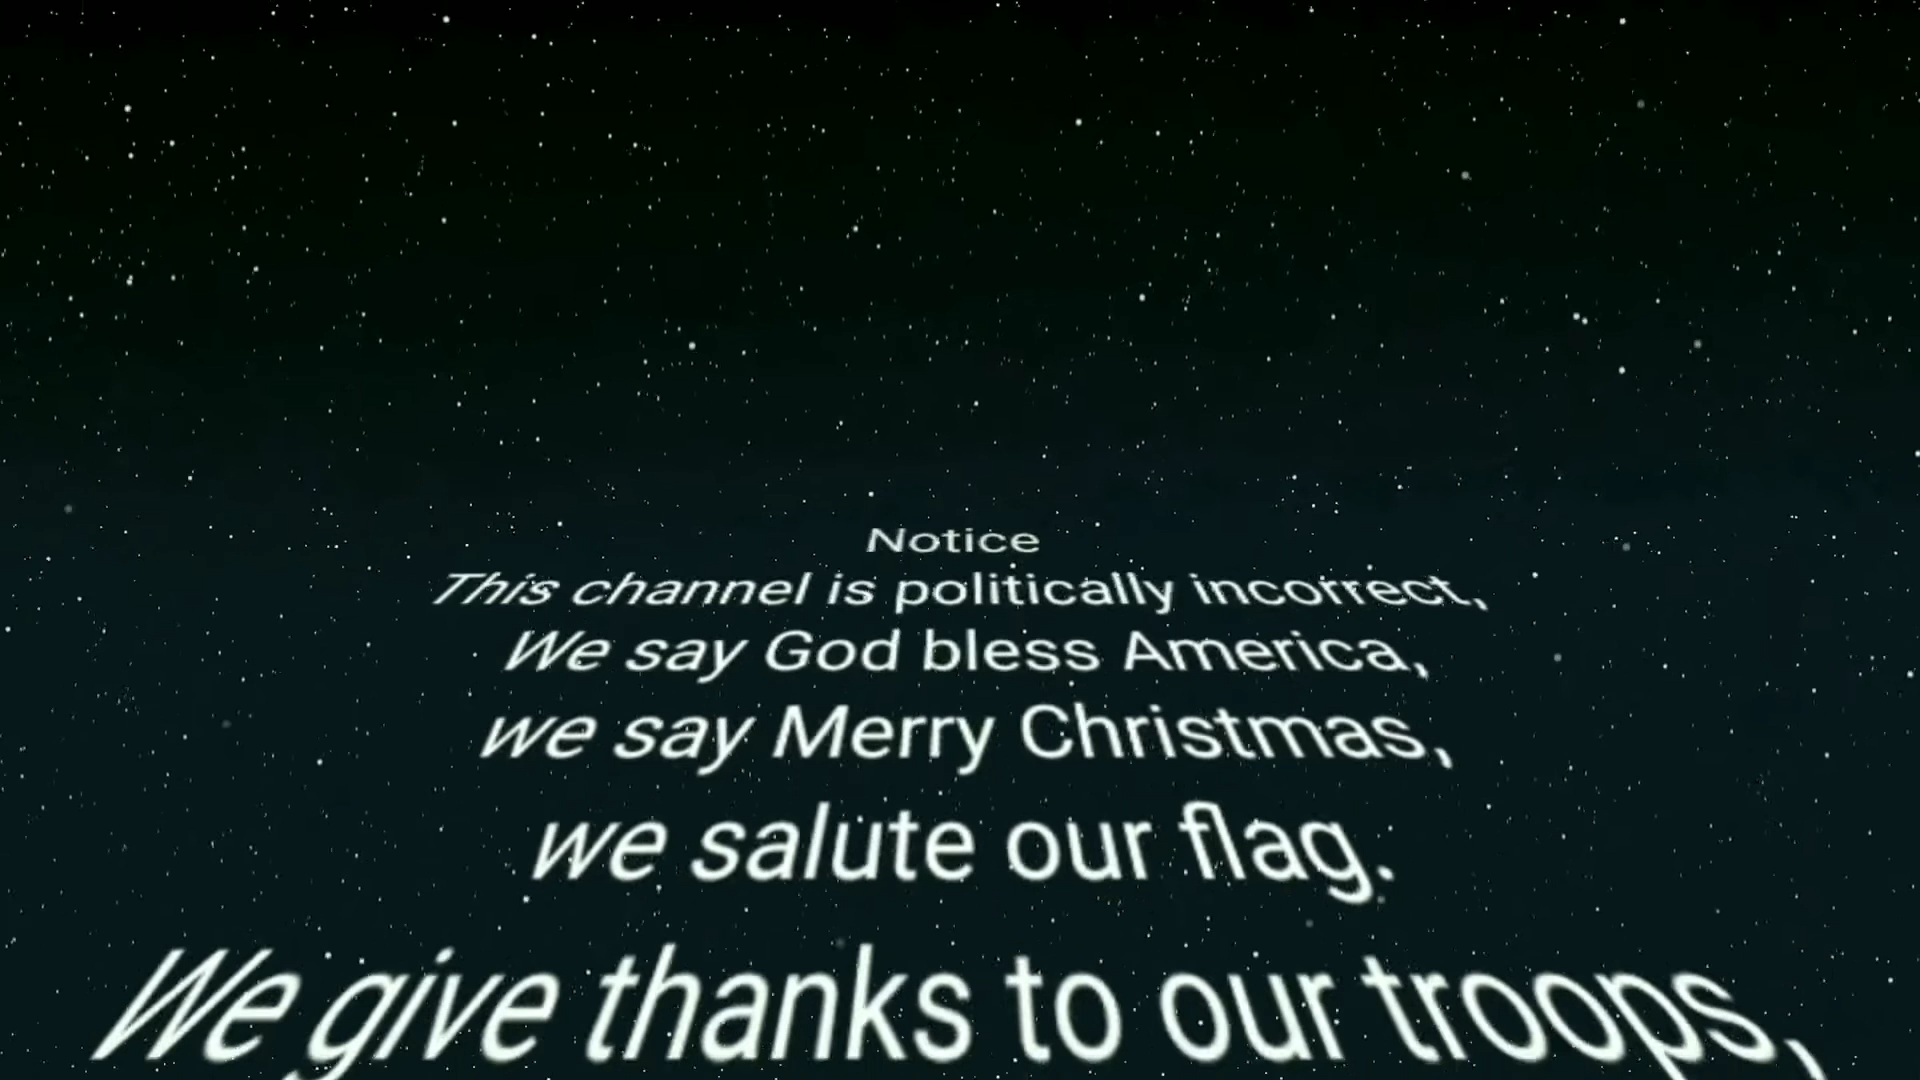 Notice
This channel is politically incorrect,
We say God bless America,
we say Merry Christmas,
we salute our flag.
We give thanks to our troops,